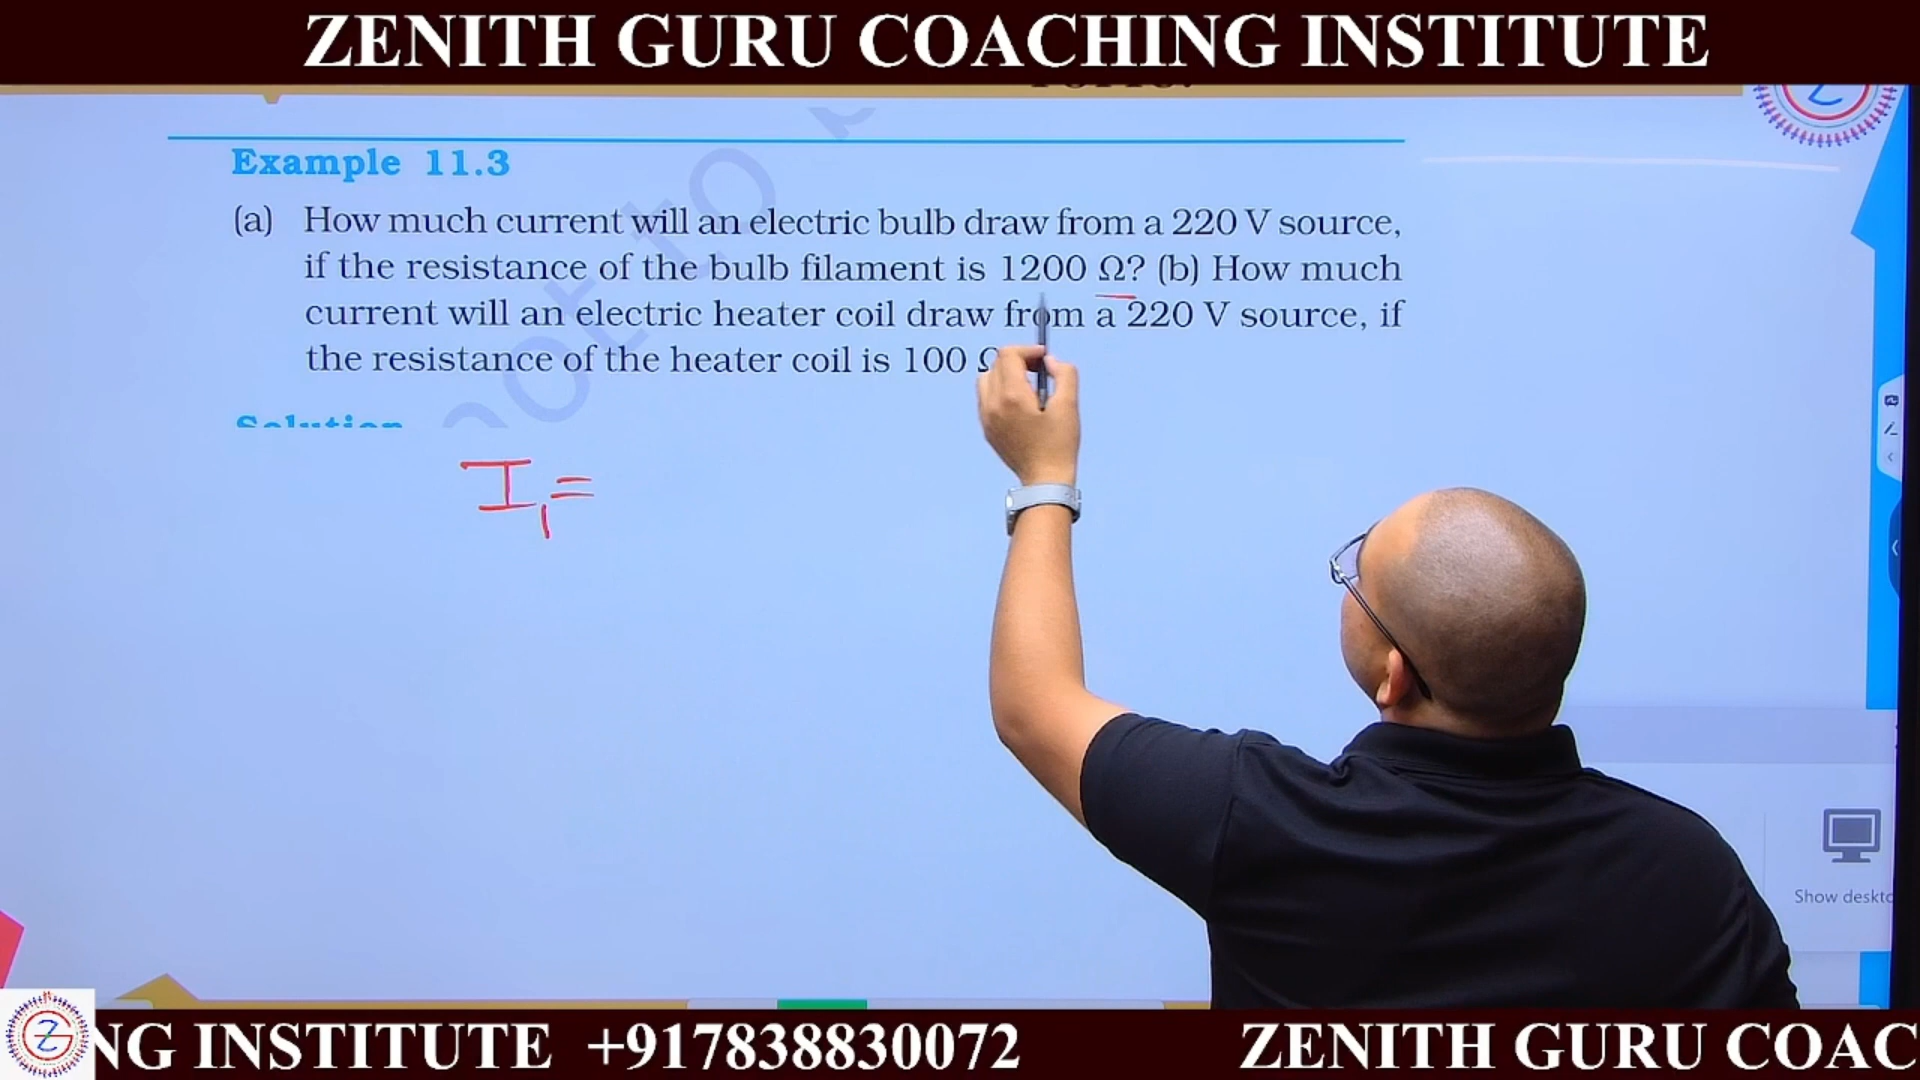 ZENITH GURU COACHING INSTITUTE
Example 11.3
(a) How much current will an electric bulb draw from a 220 V source,
if the resistance of the bulb filament is 1200 Ω? (b) How much
current will an electric heater coil draw from a 220 V source, if
the resistance of the heater coil is 100 Ω
Solution
I₁=
Show deskto
NG INSTITUTE +917838830072 ZENITH GURU COAC